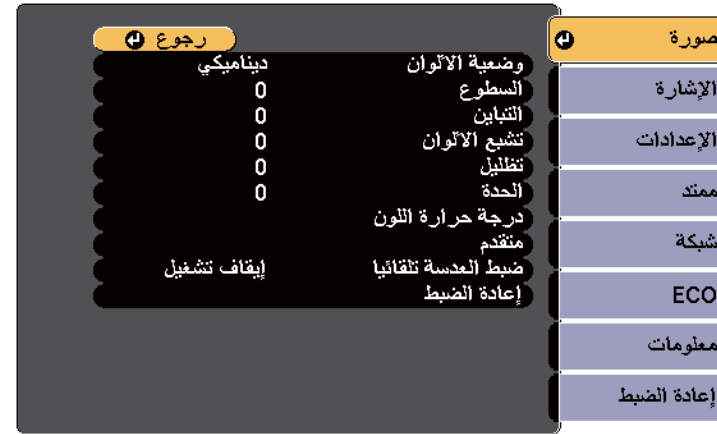 صورة
الإشارة
الإعدادات
ممتد
شبكة
ECO
معلومات
إعادة الضبط
رجوع
وضعية الألوان ديناميكي
السطوع 0
التباين 0
تشبع الألوان 0
تظليل 0
الحدة 0
درجة حرارة اللون
متقدم
ضبط العدسة تلقائيا إيقاف تشغيل
إعادة الضبط